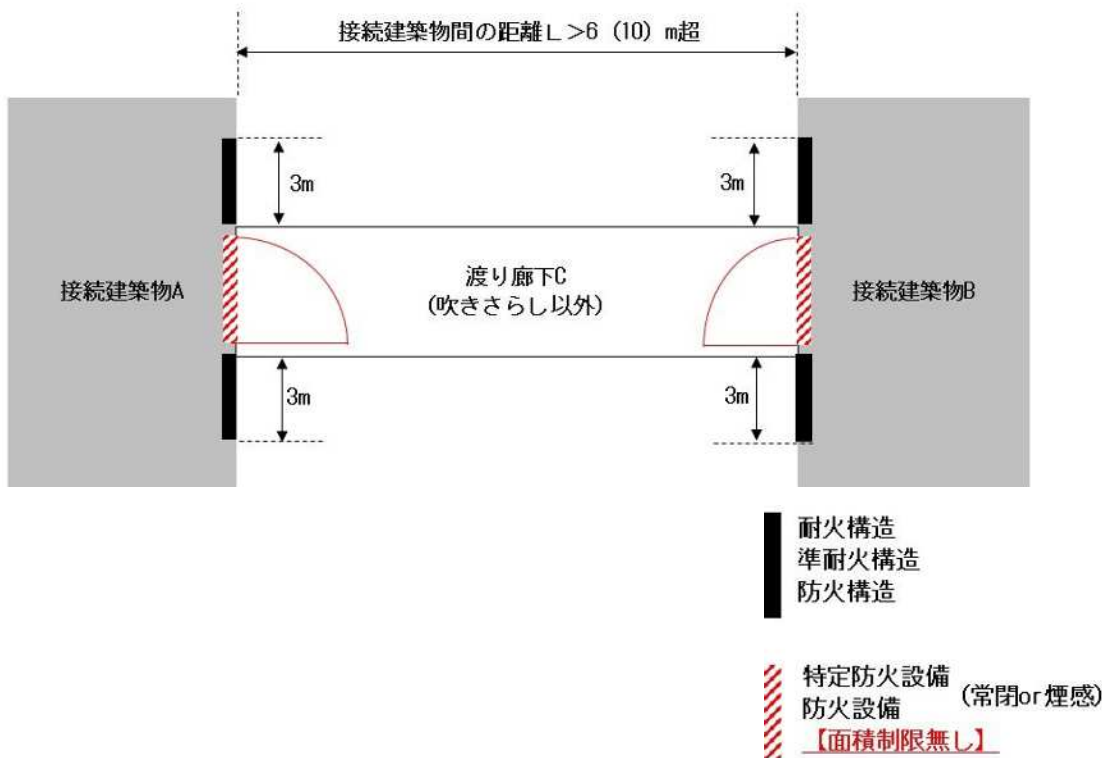 接続建築物間の距離L>6 (10) m超
3m
3m
接続建築物A
渡り廊下C
(吹きさらし以外)
接続建築物B
3m
3m
耐火構造
準耐火構造
防火構造
特定防火設備
防火設備
(常閉or煙感)
【面積制限無し】